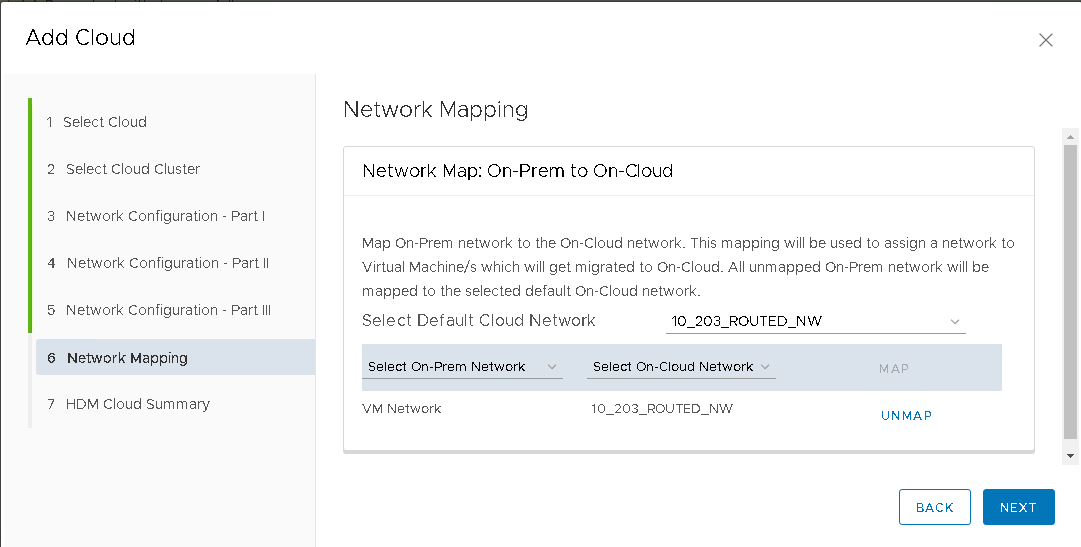 Add Cloud
1 Select Cloud
2 Select Cloud Cluster
3 Network Configuration - Part I
4 Network Configuration - Part II
5 Network Configuration - Part III
6 Network Mapping
7 HDM Cloud Summary
Network Mapping
Network Map: On-Prem to On-Cloud
Map On-Prem network to the On-Cloud network. This mapping will be used to assign a network to
Virtual Machine/s which will get migrated to On-Cloud. All unmapped On-Prem network will be
mapped to the selected default On-Cloud network.
Select Default Cloud Network 10_203_ROUTED_NW
Select On-Prem Network Select On-Cloud Network MAP
VM Network 10_203_ROUTED_NW UNMAP
BACK NEXT